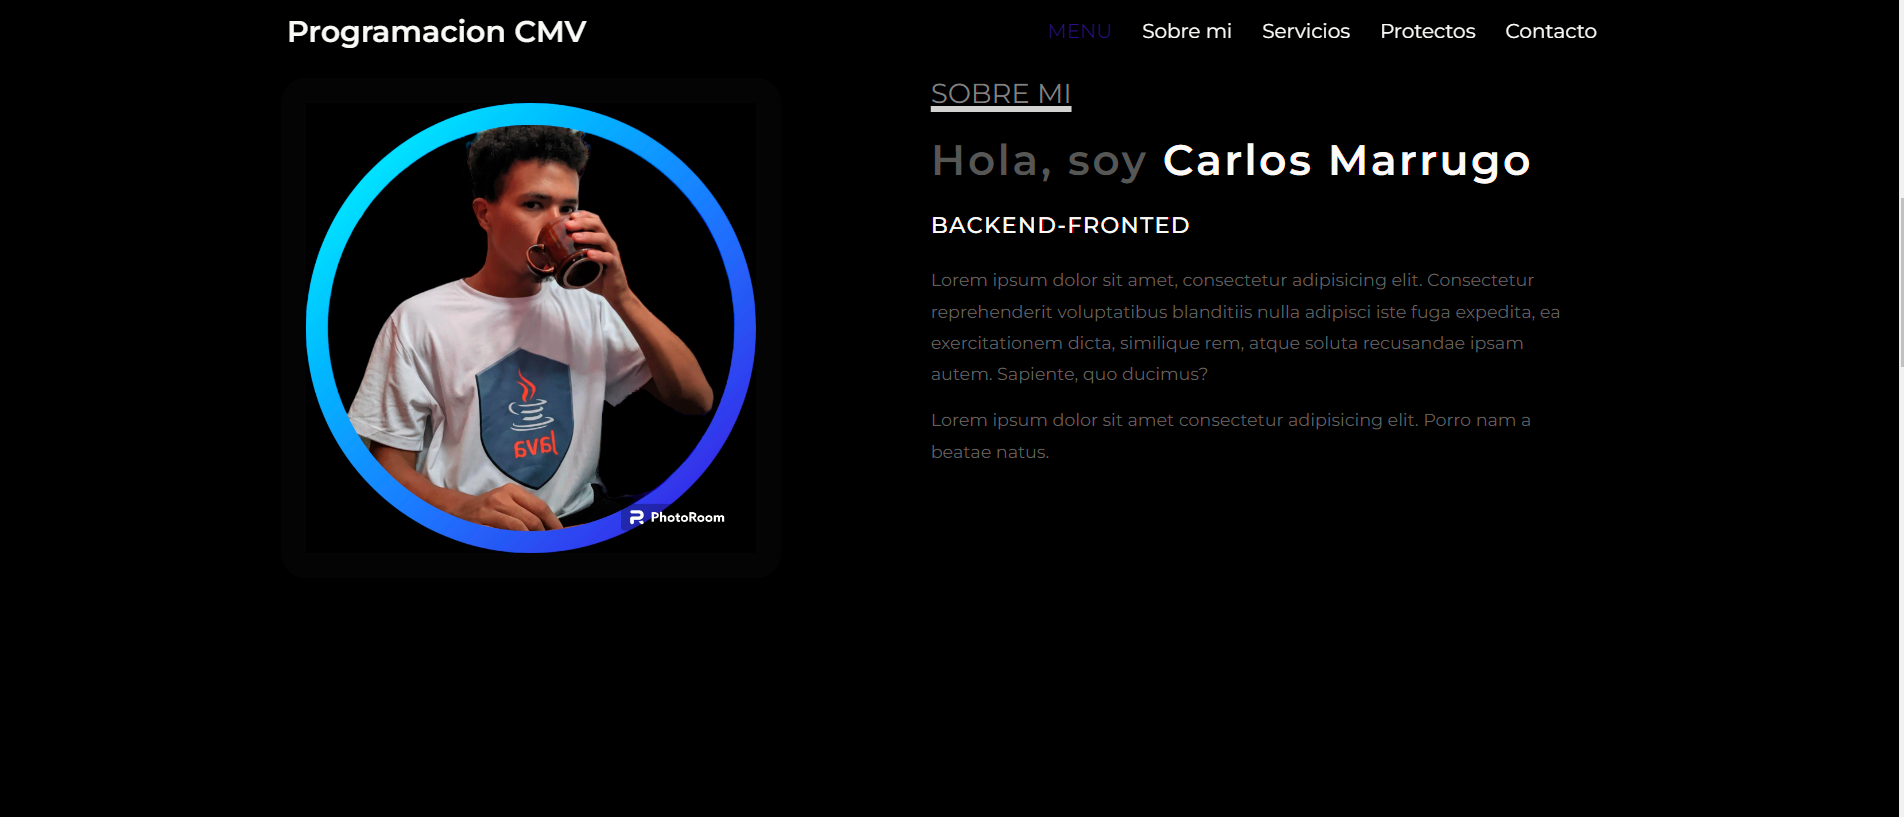 Programacion CMV
MENU Sobre mi Servicios Protectos Contacto
SOBRE MI
Hola, soy Carlos Marrugo
BACKEND-FRONTED
Lorem ipsum dolor sit amet, consectetur adipisicing elit. Consectetur
reprehenderit voluptatibus blanditiis nulla adipisci iste fuga expedita, ea
exercitationem dicta, similique rem, atque soluta recusandae ipsam
autem. Sapiente, quo ducimus?
Lorem ipsum dolor sit amet consectetur adipisicing elit. Porro nam a
beatae natus.
Java
PhotoRoom